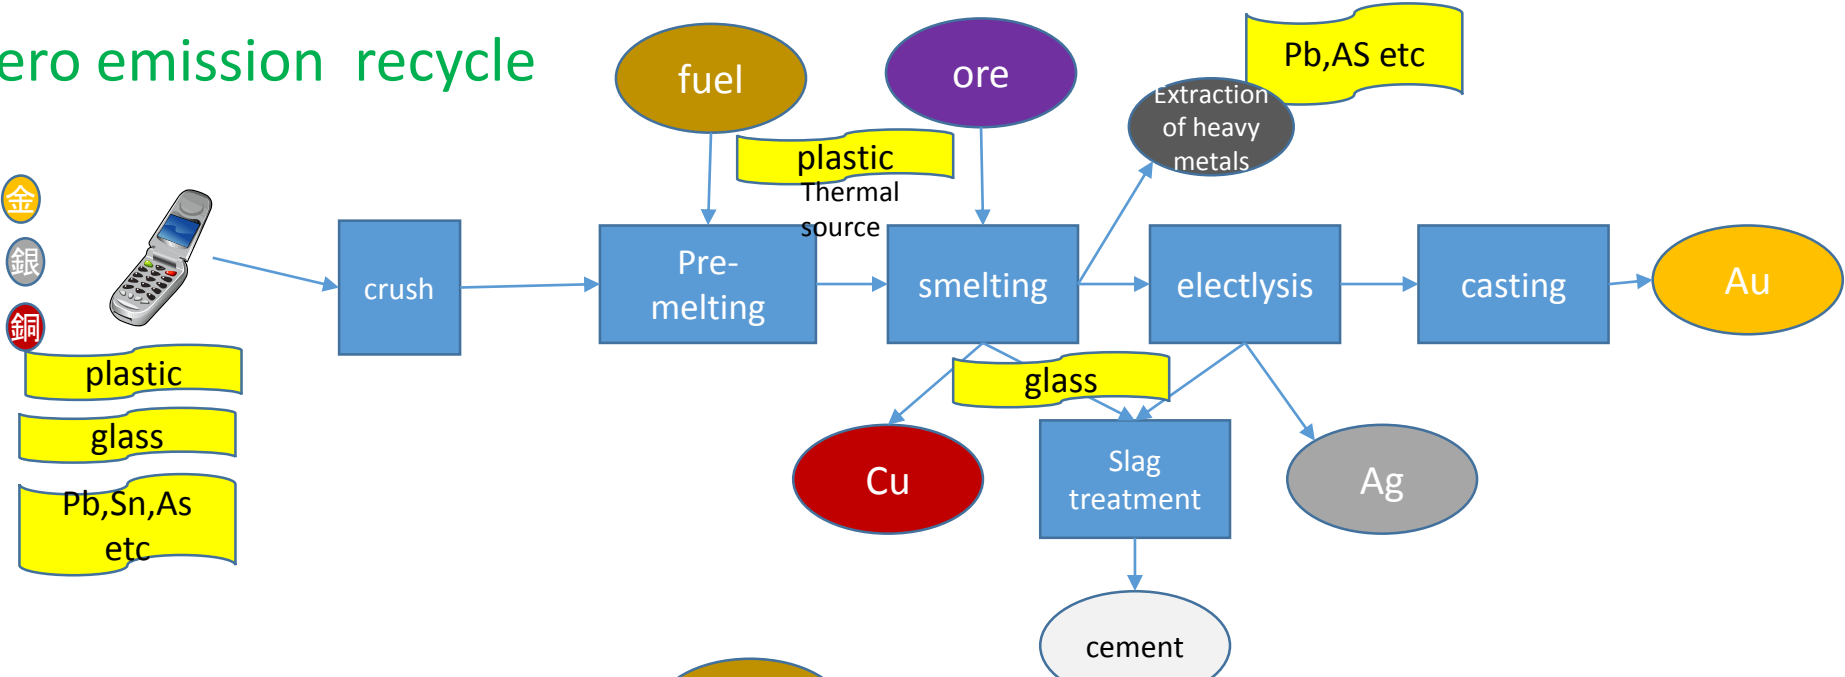 ero emission recycle
fuel
ore
Pb,AS etc
Extraction
of heavy
metals
plastic
Thermal
source
金
銀
銅
crush
Pre-
melting
smelting
electlysis
casting
Au
plastic
glass
Pb,Sn,As
etc
glass
Cu
Slag
treatment
Ag
cement